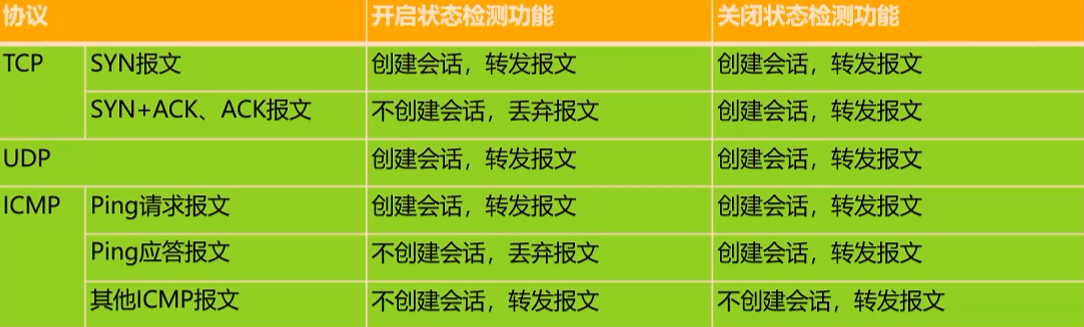 协议 开启状态检测功能 关闭状态检测功能
TCP SYN报文 创建会话，转发报文 创建会话，转发报文
SYN+ACK、ACK报文 不创建会话，丢弃报文 创建会话，转发报文
UDP 创建会话，转发报文 创建会话，转发报文
ICMP Ping请求报文 创建会话，转发报文 创建会话，转发报文
Ping应答报文 不创建会话，丢弃报文 创建会话，转发报文
其他ICMP报文 不创建会话，转发报文 不创建会话，转发报文